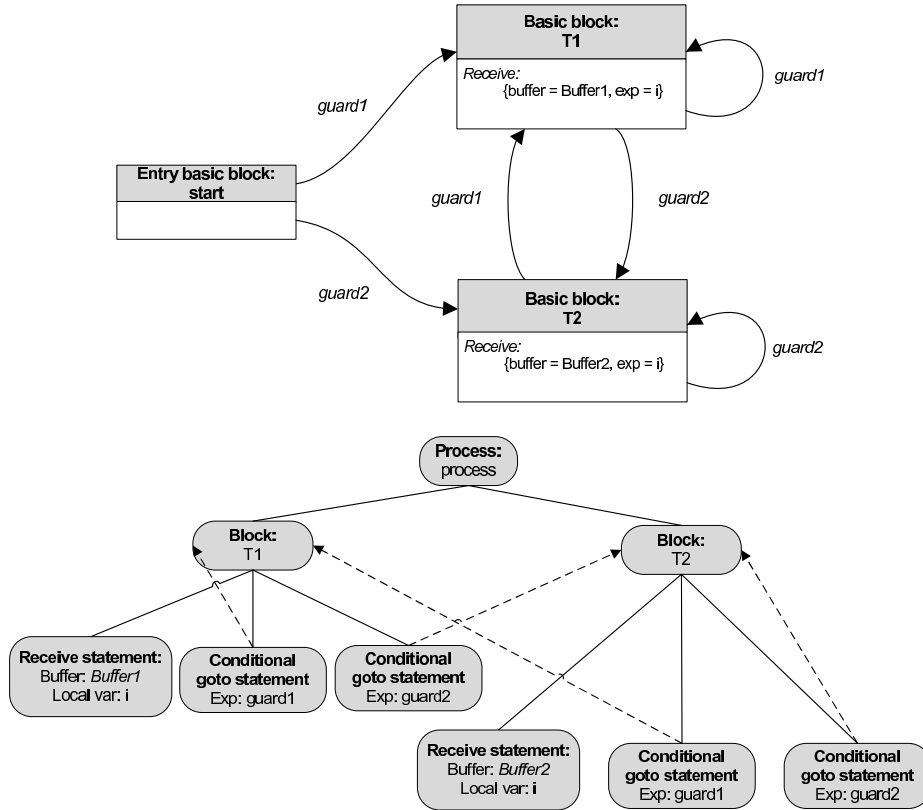 Basic block:
T1
Receive:
{buffer = Buffer1, exp = i}
guard1
guard1
Entry basic block:
start
guard1
guard2
guard2
Basic block:
T2
Receive:
{buffer = Buffer2, exp = i}
guard2
Process:
process
Block:
T1
Block:
T2
Receive statement:
Buffer: Buffer1
Local var: i
Conditional
goto statement
Exp: guard1
Conditional
goto statement
Exp: guard2
Receive statement:
Buffer: Buffer2
Local var: i
Conditional
goto statement
Exp: guard1
Conditional
goto statement
Exp: guard2